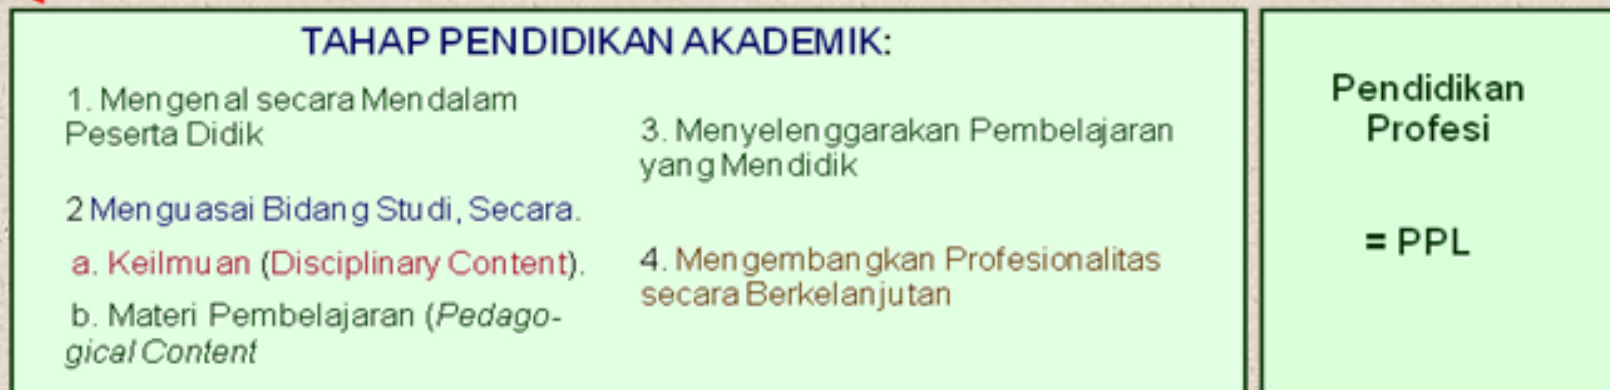 TAHAP PENDIDIKAN AKADEMIK:
1. Mengenal secara Mendalam
Peserta Didik
2 Menguasai Bidang Studi, Secara.
a. Keilmuan (Disciplinary Content).
b. Materi Pembelajaran (Pedago-
gical Content
3. Menyelenggarakan Pembelajaran
yang Mendidik
4. Mengembangkan Profesionalitas
secara Berkelanjutan
Pendidikan
Profesi
= PPL